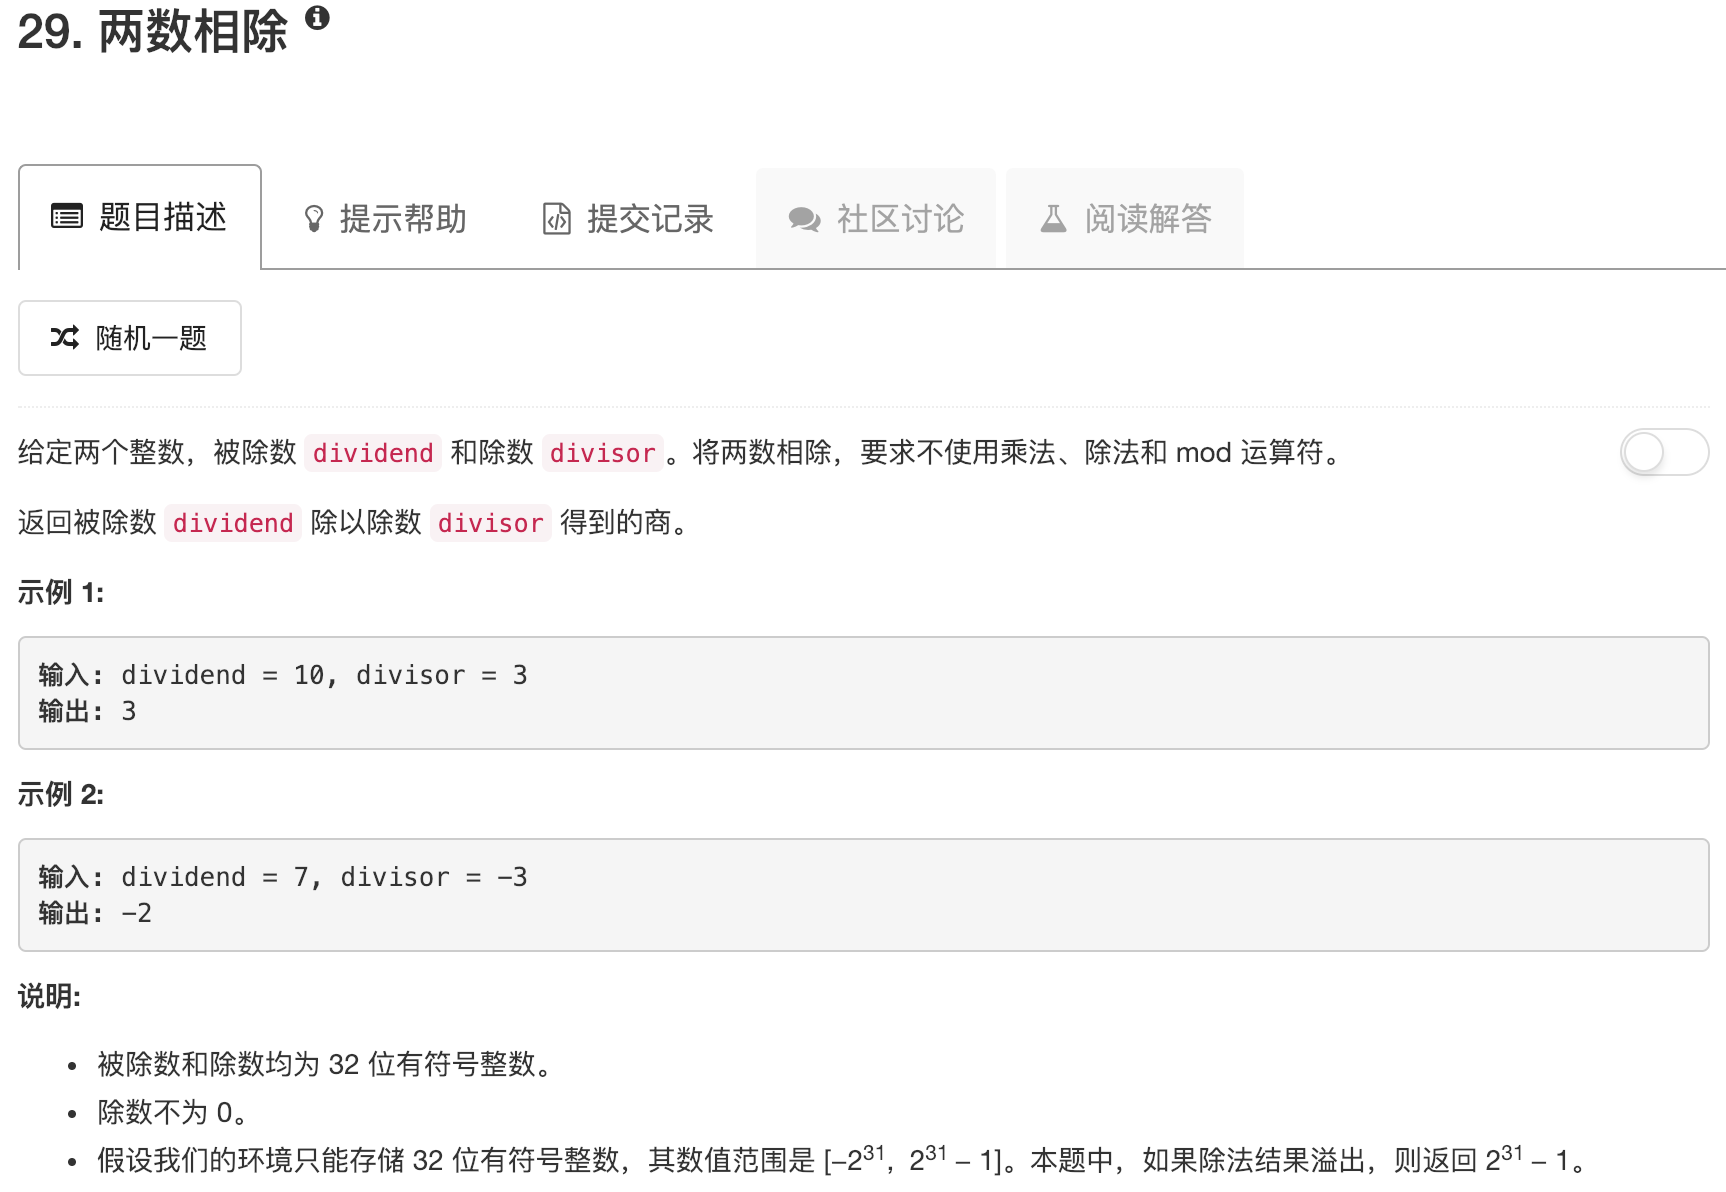 29. 两数相除
题目描述 提示帮助 提交记录 社区讨论 阅读解答
随机一题
给定两个整数，被除数 dividend 和除数 divisor。将两数相除，要求不使用乘法、除法和 mod 运算符。
返回被除数 dividend 除以除数 divisor 得到的商。
示例 1:
输入: dividend = 10, divisor = 3
输出: 3
示例 2:
输入: dividend = 7, divisor = -3
输出: -2
说明:
• 被除数和除数均为 32 位有符号整数。
• 除数不为 0。
• 假设我们的环境只能存储 32 位有符号整数，其数值范围是 [−2³¹, 2³¹ − 1]。本题中，如果除法结果溢出，则返回 2³¹ − 1。